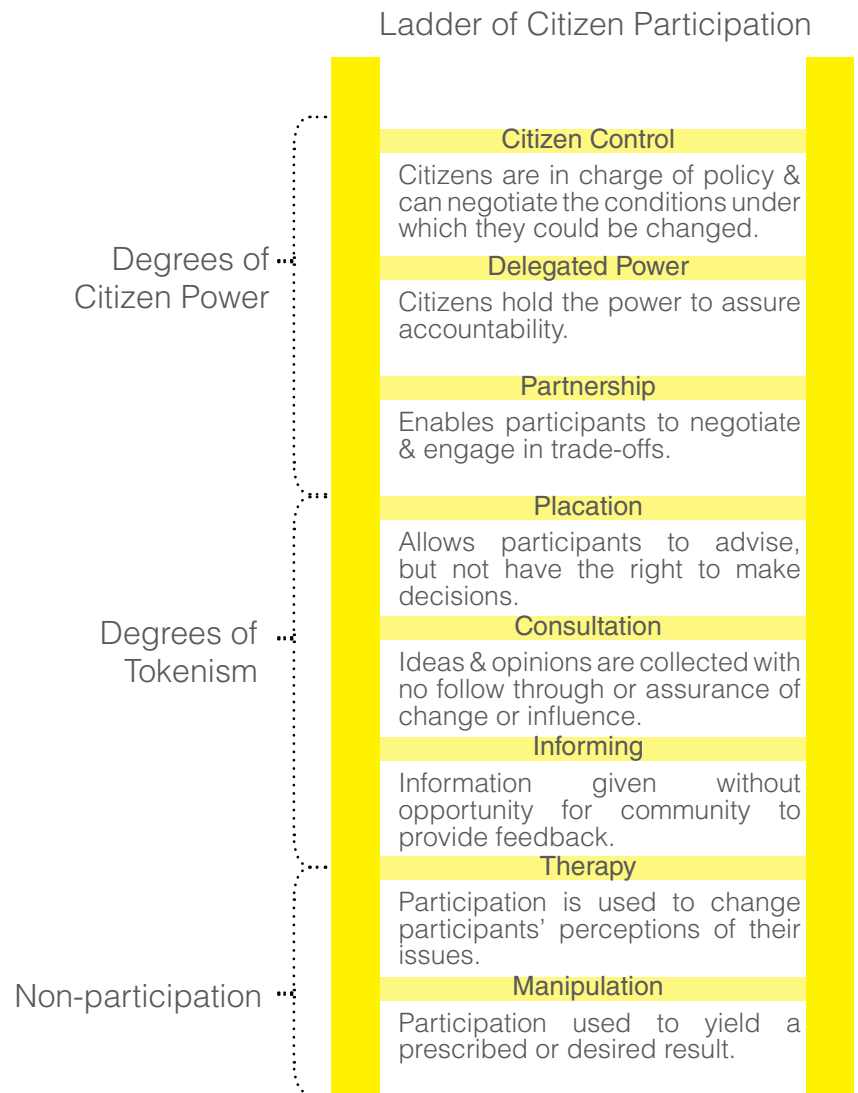 Ladder of Citizen Participation
Degrees of
Citizen Power
Citizen Control
Citizens are in charge of policy &
can negotiate the conditions under
which they could be changed.
Delegated Power
Citizens hold the power to assure
accountability.
Partnership
Enables participants to negotiate
& engage in trade-offs.
Degrees of
Tokenism
Placation
Allows participants to advise,
but not have the right to make
decisions.
Consultation
Ideas & opinions are collected with
no follow through or assurance of
change or influence.
Informing
Information given without
opportunity for community to
provide feedback.
Non-participation
Therapy
Participation is used to change
participants’ perceptions of their
issues.
Manipulation
Participation used to yield a
prescribed or desired result.